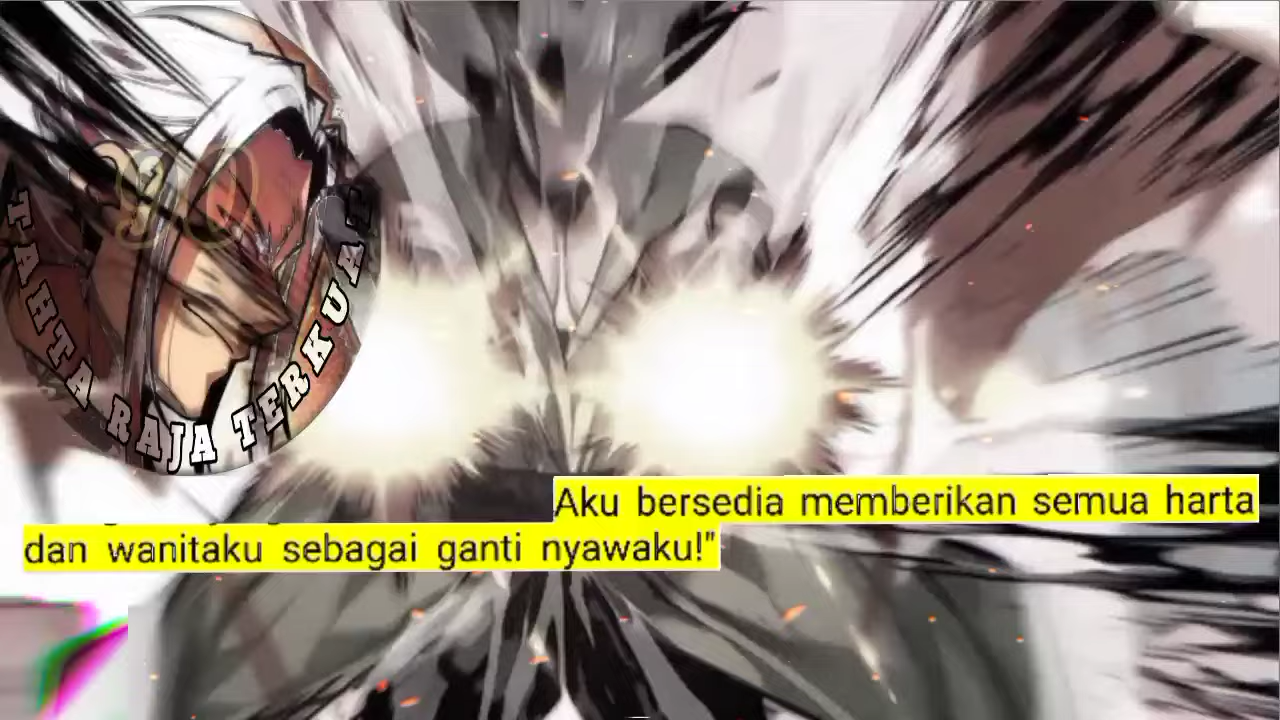 TAHTA RAJA TERKUAT
Aku bersedia memberikan semua harta
dan wanitaku sebagai ganti nyawaku!"